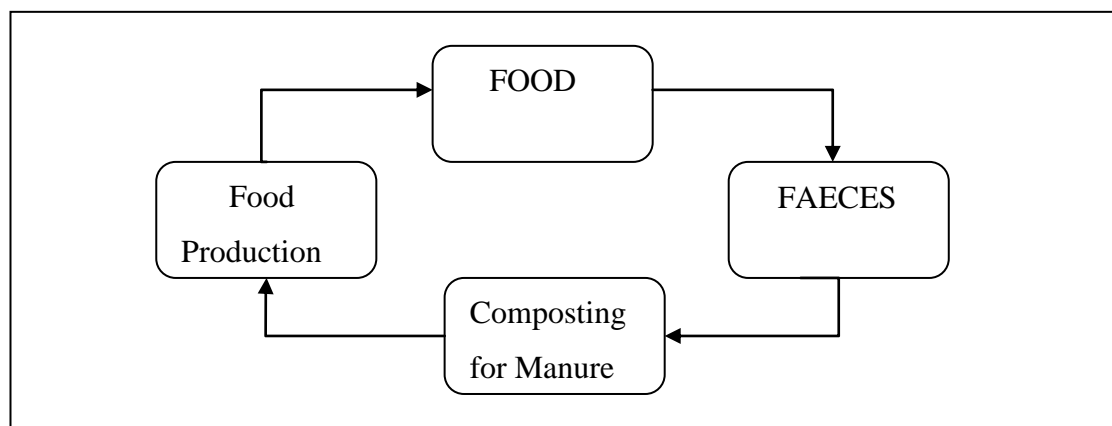 FOOD
FAECES
Composting
for Manure
Food
Production